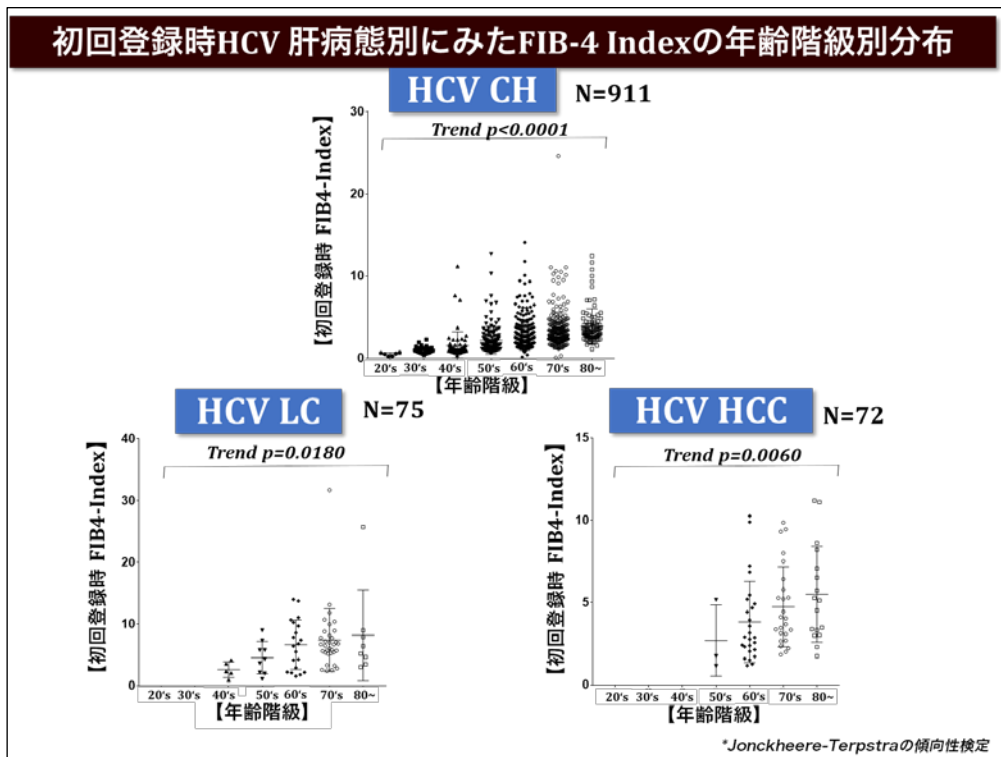 初回登録時HCV 肝病態別にみたFIB-4 Indexの年齢階級別分布
HCV CH
N=911
Trend p<0.0001
【初回登録時 FIB4-Index】
30
20
10
0
20's 30's 40's 50's 60's 70's 80~
【年齢階級】
HCV LC
N=75
Trend p=0.0180
【初回登録時 FIB4-Index】
40
30
20
10
0
20's 30's 40's 50's 60's 70's 80~
【年齢階級】
HCV HCC
N=72
Trend p=0.0060
【初回登録時 FIB4-Index】
15
10
5
0
20's 30's 40's 50's 60's 70's 80~
【年齢階級】
*Jonckheere-Terpstraの傾向性検定